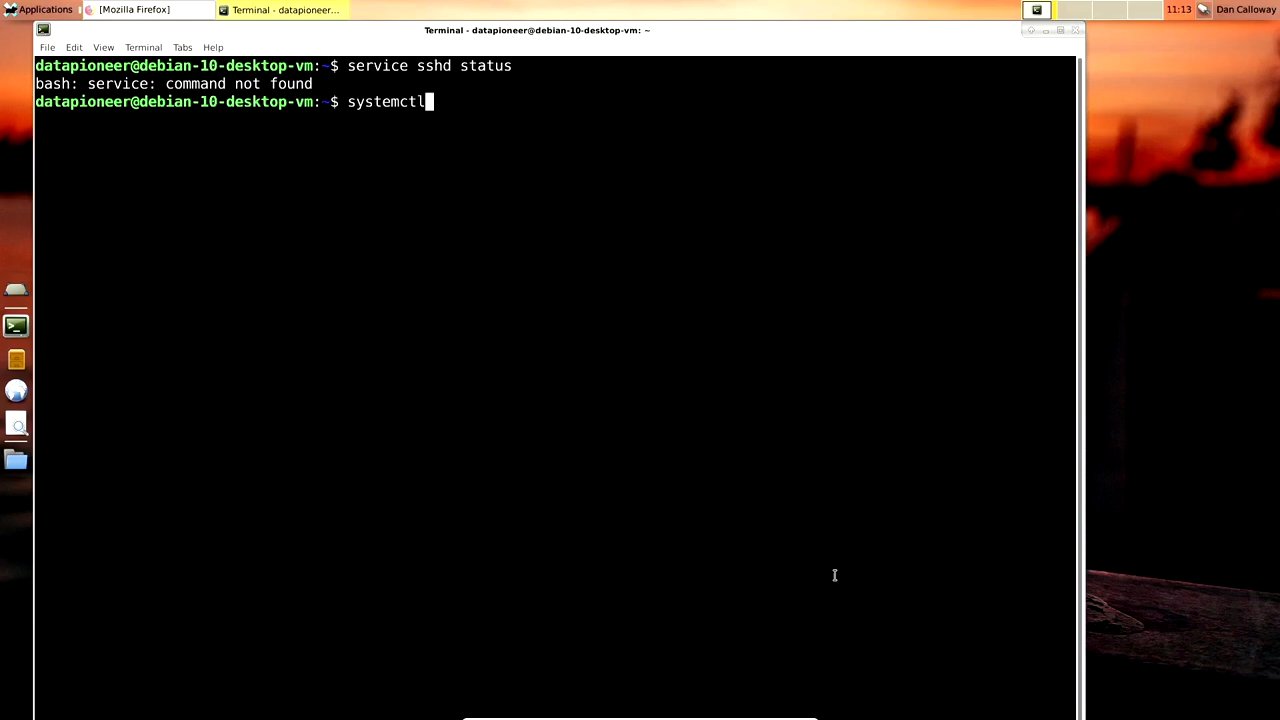 Applications
[Mozilla Firefox]
Terminal - datapioneer...
11:13
Dan Calloway
Terminal - datapioneer@debian-10-desktop-vm: ~
File Edit View Terminal Tabs Help
datapioneer@debian-10-desktop-vm:~$ service sshd status
bash: service: command not found
datapioneer@debian-10-desktop-vm:~$ systemctl